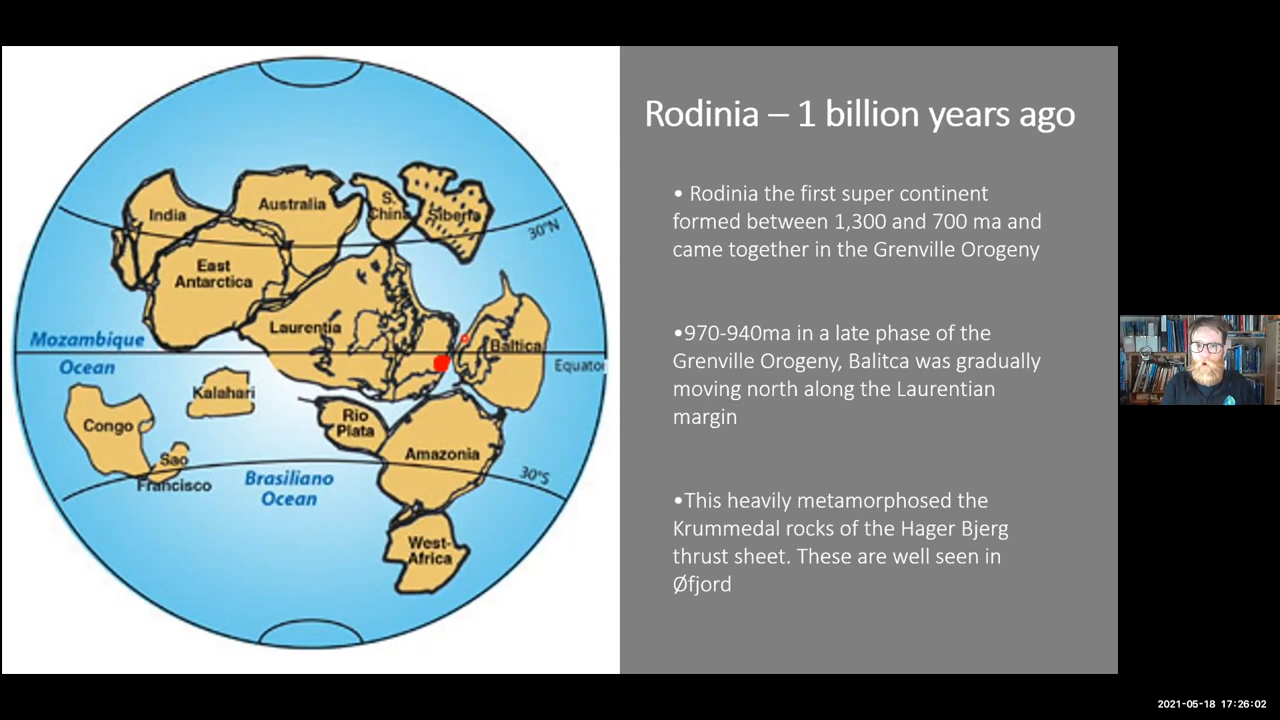 Rodinia – 1 billion years ago
• Rodinia the first super continent
formed between 1,300 and 700 ma and
came together in the Grenville Orogeny
•970-940ma in a late phase of the
Grenville Orogeny, Balitca was gradually
moving north along the Laurentian
margin
•This heavily metamorphosed the
Krummedal rocks of the Hager Bjerg
thrust sheet. These are well seen in
Øfjord
India
Australia
S.
China
Siberia
30°N
East
Antarctica
Laurentia
Baltica
Mozambique
Ocean
Equator
Kalahari
Congo
Rio
Plata
Sao
Francisco
Amazonia
Brasiliano
Ocean
30°S
West-
Africa
2021-05-18 17:26:02